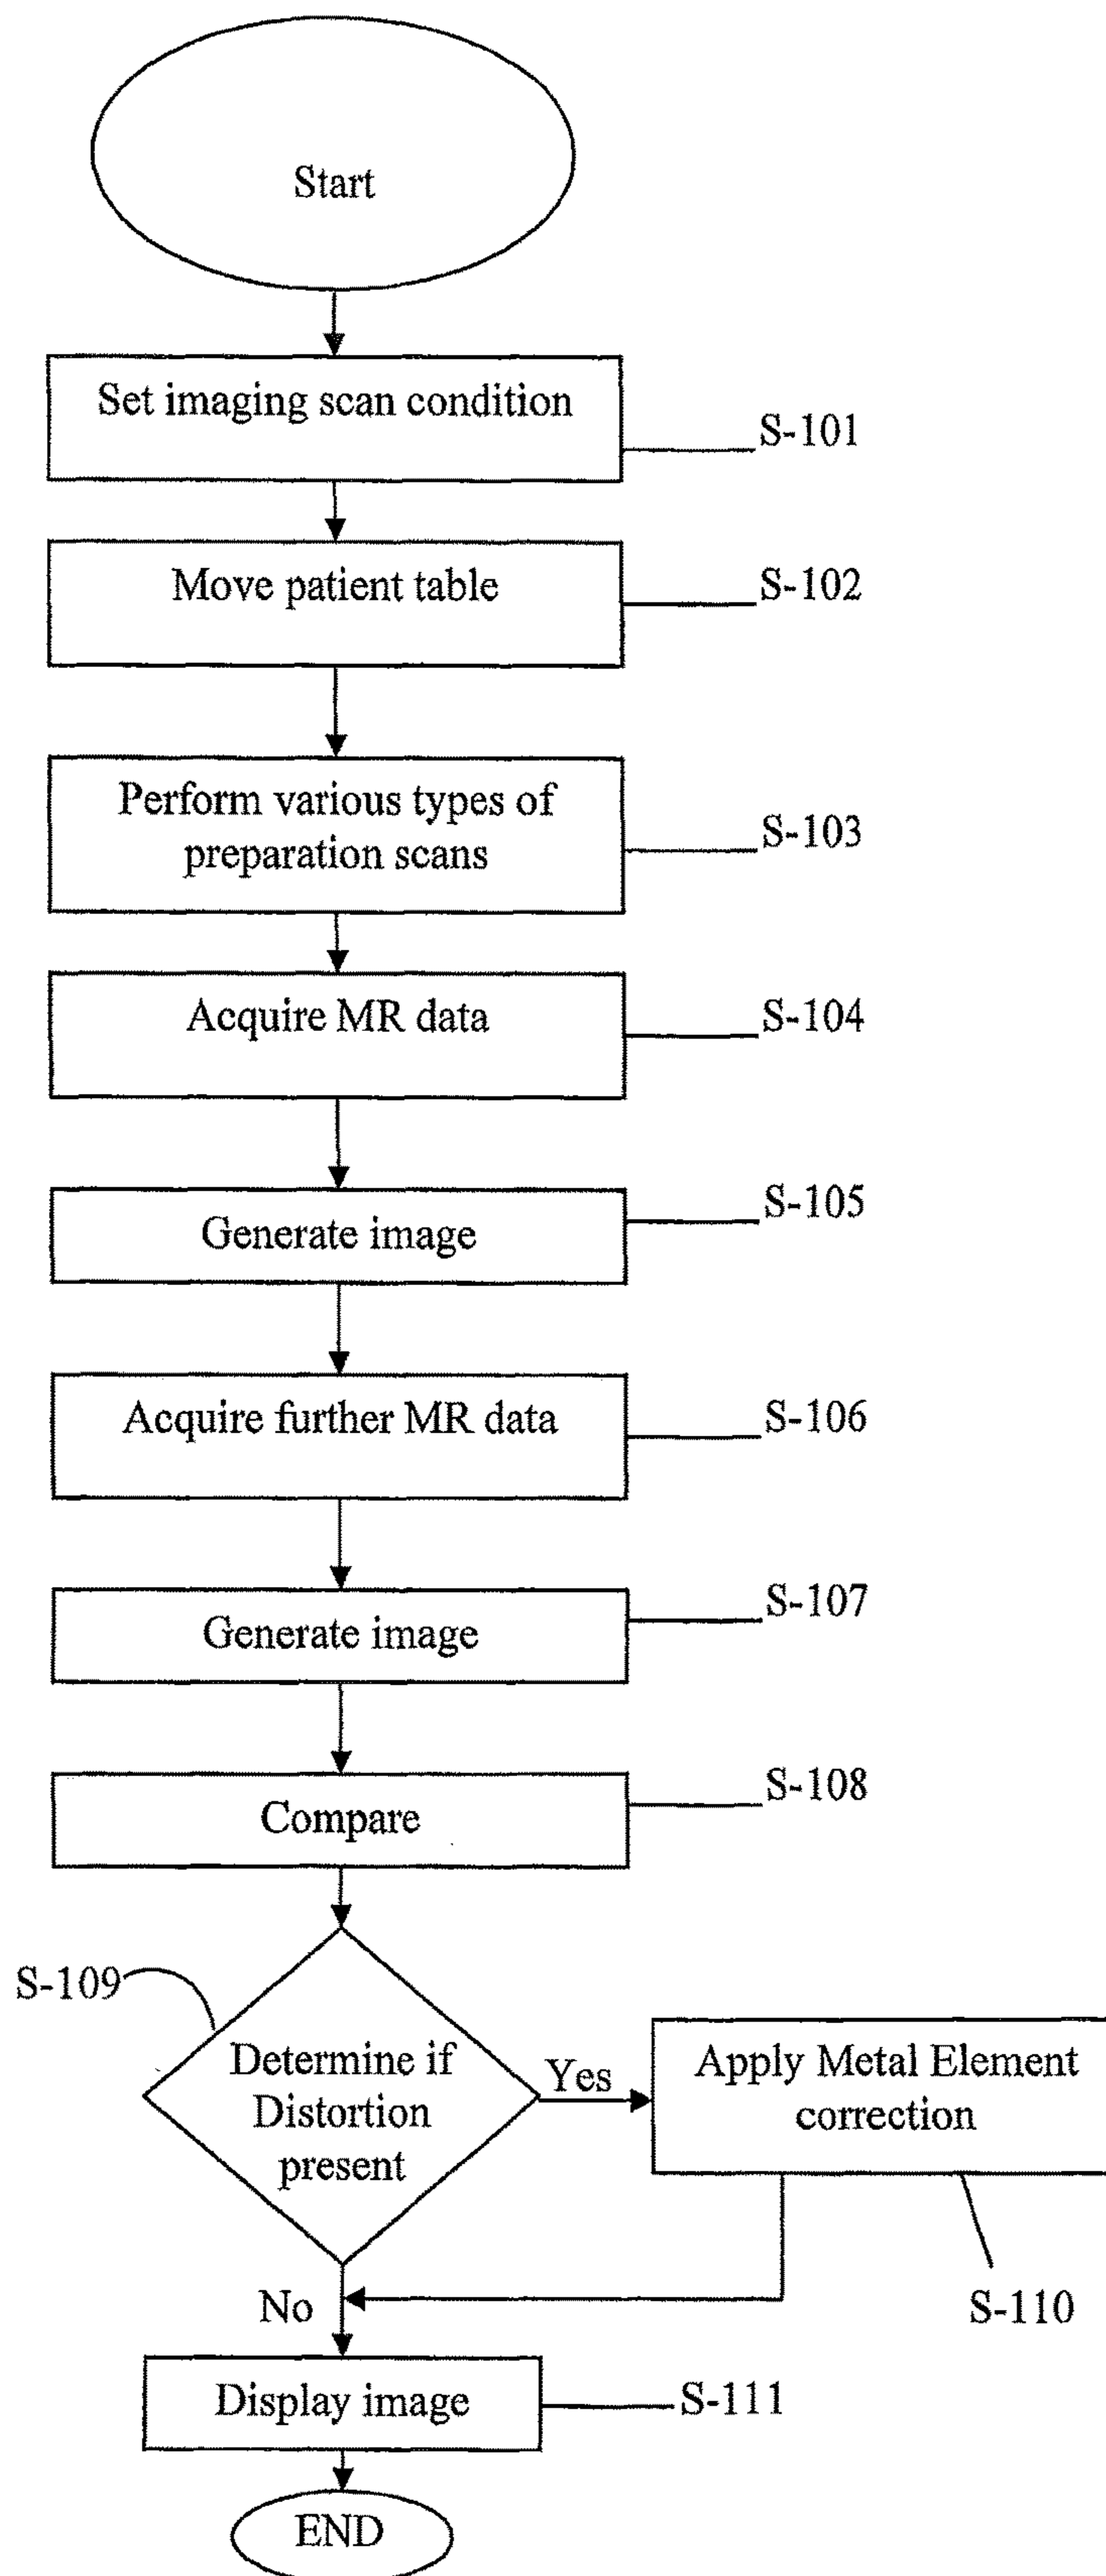 Start
Set imaging scan condition
S-101
Move patient table
S-102
Perform various types of
preparation scans
S-103
Acquire MR data
S-104
Generate image
S-105
Acquire further MR data
S-106
Generate image
S-107
Compare
S-108
S-109
Determine if
Distortion
present
Yes
Apply Metal Element
correction
S-110
No
Display image
S-111
END